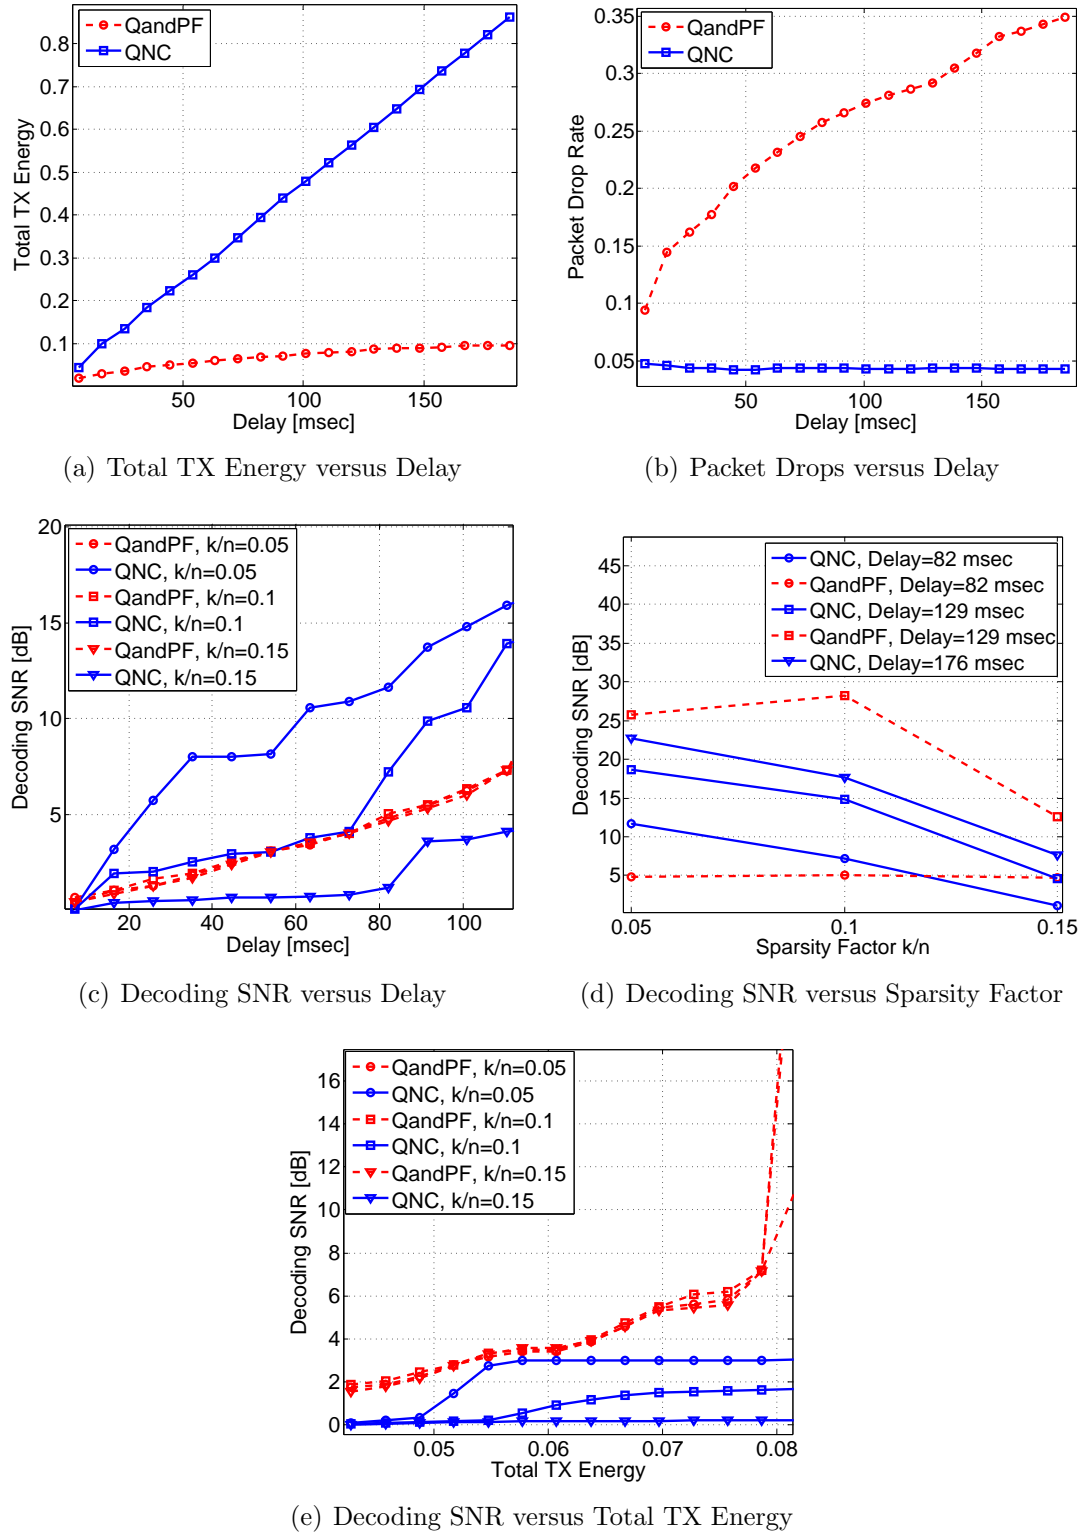 QandPF
QNC
0.8
0.7
0.6
0.5
0.4
0.3
0.2
0.1
Total TX Energy
50
100
150
Delay [msec]
(a) Total TX Energy versus Delay
QandPF
QNC
0.35
0.3
0.25
0.2
0.15
0.1
0.05
Packet Drop Rate
50
100
150
Delay [msec]
(b) Packet Drops versus Delay
QandPF, k/n=0.05
QNC, k/n=0.05
QandPF, k/n=0.1
QNC, k/n=0.1
QandPF, k/n=0.15
QNC, k/n=0.15
20
15
10
5
Decoding SNR [dB]
20
40
60
80
100
Delay [msec]
(c) Decoding SNR versus Delay
QNC, Delay=82 msec
QandPF, Delay=82 msec
QNC, Delay=129 msec
QandPF, Delay=129 msec
QNC, Delay=176 msec
45
40
35
30
25
20
15
10
5
Decoding SNR [dB]
0.05
0.1
0.15
Sparsity Factor k/n
(d) Decoding SNR versus Sparsity Factor
QandPF, k/n=0.05
QNC, k/n=0.05
QandPF, k/n=0.1
QNC, k/n=0.1
QandPF, k/n=0.15
QNC, k/n=0.15
16
14
12
10
8
6
4
2
0
Decoding SNR [dB]
0.05
0.06
0.07
0.08
Total TX Energy
(e) Decoding SNR versus Total TX Energy